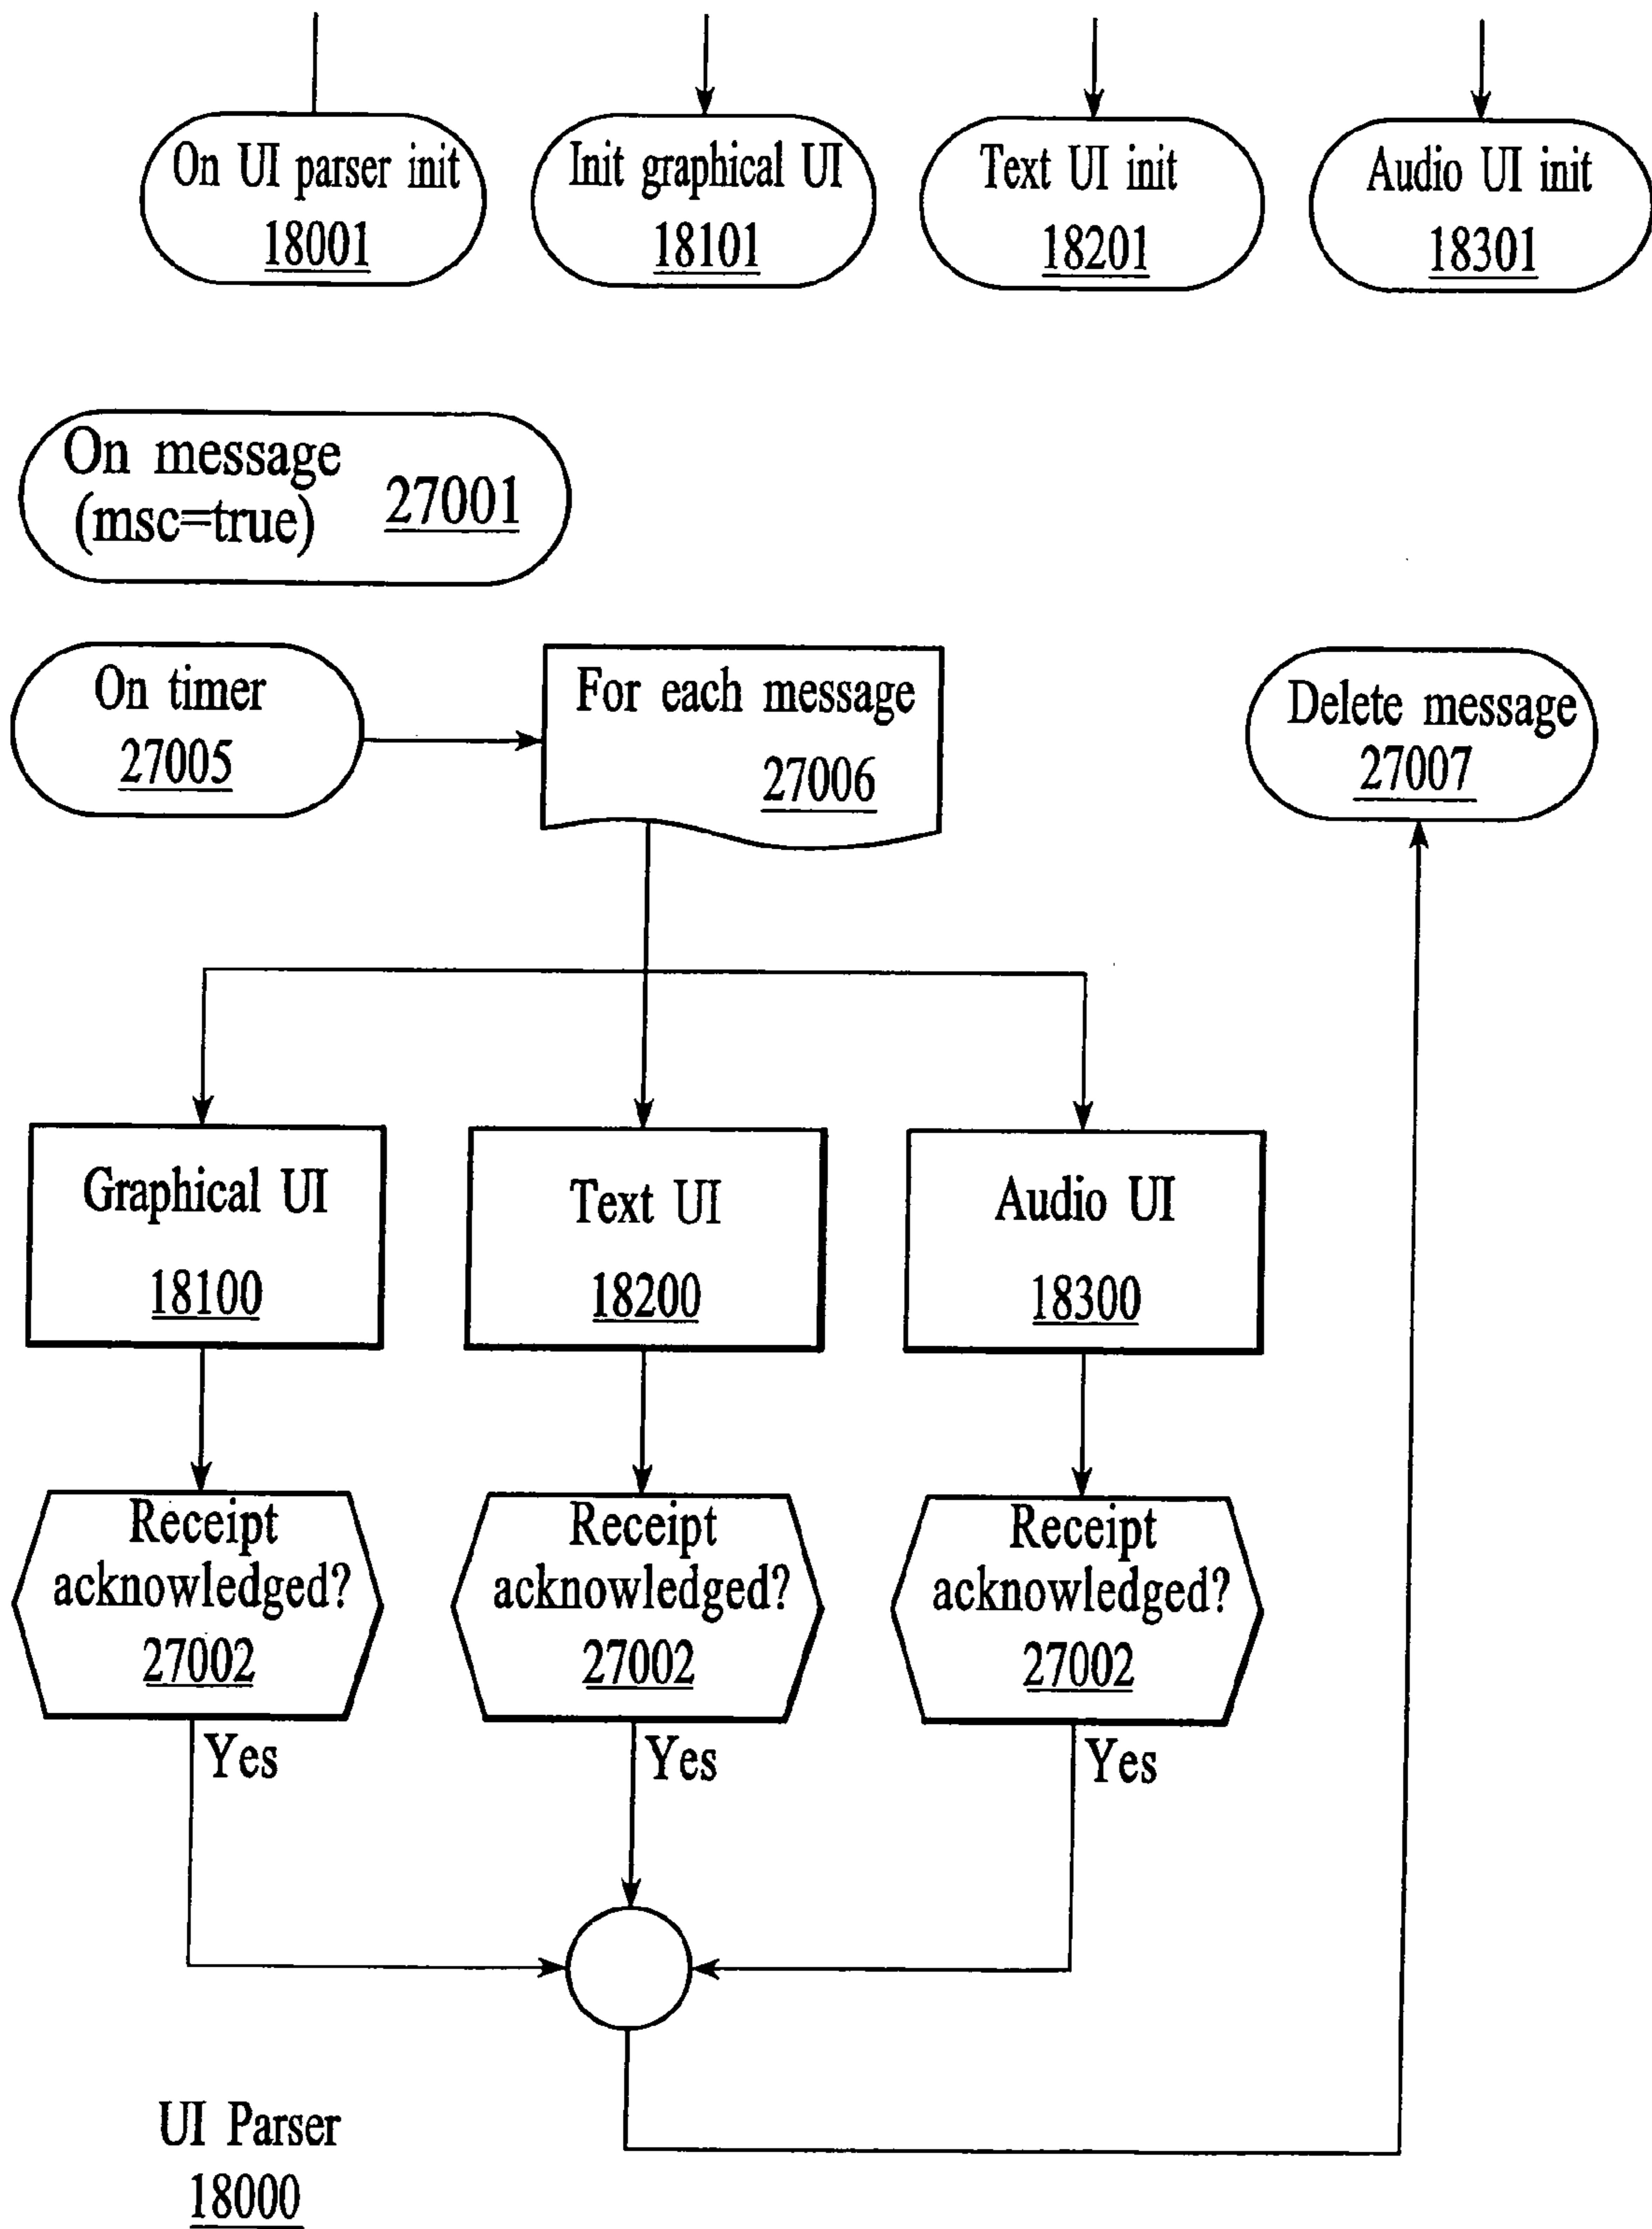 On UI parser init
18001
Init graphical UI
18101
Text UI init
18201
Audio UI init
18301
On message
(msc=true)
27001
On timer
27005
For each message
27006
Delete message
27007
Graphical UI
18100
Text UI
18200
Audio UI
18300
Receipt
acknowledged?
27002
Receipt
acknowledged?
27002
Receipt
acknowledged?
27002
Yes
Yes
Yes
UI Parser
18000